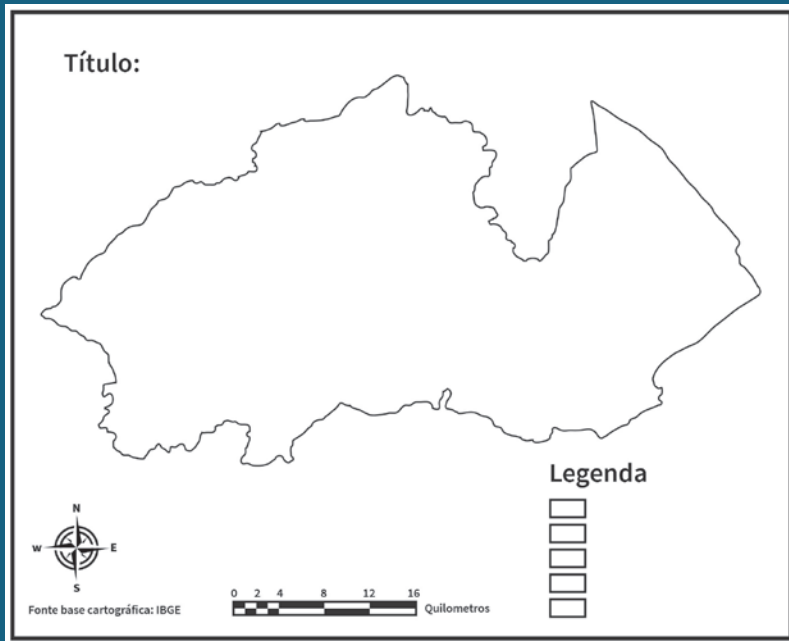 Título:
Legenda
N
W E
S
Fonte base cartográfica: IBGE
0 2 4 8 12 16
Quilometros